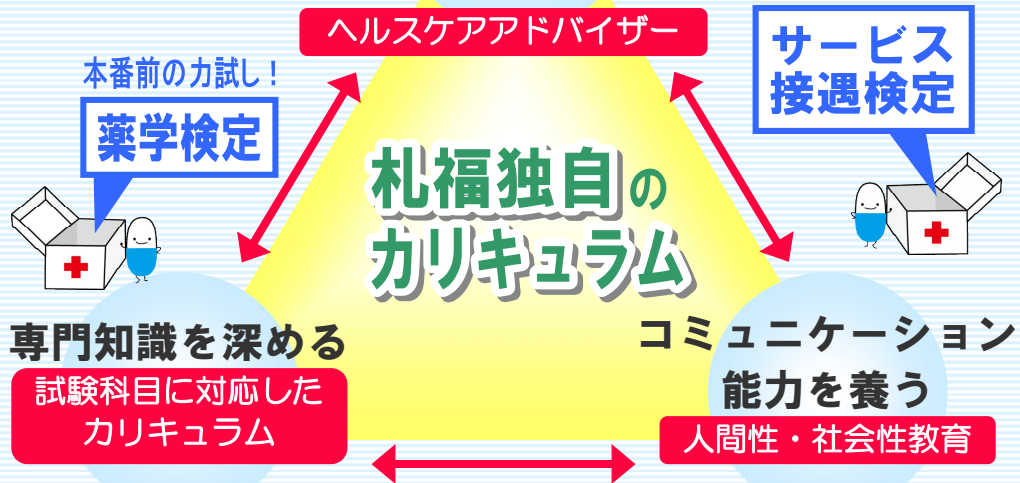 ヘルスケアアドバイザー
本番前の力試し!
薬学検定
サービス
接遇検定
札福独自の
カリキュラム
専門知識を深める
試験科目に対応した
カリキュラム
コミュニケーション
能力を養う
人間性・社会性教育